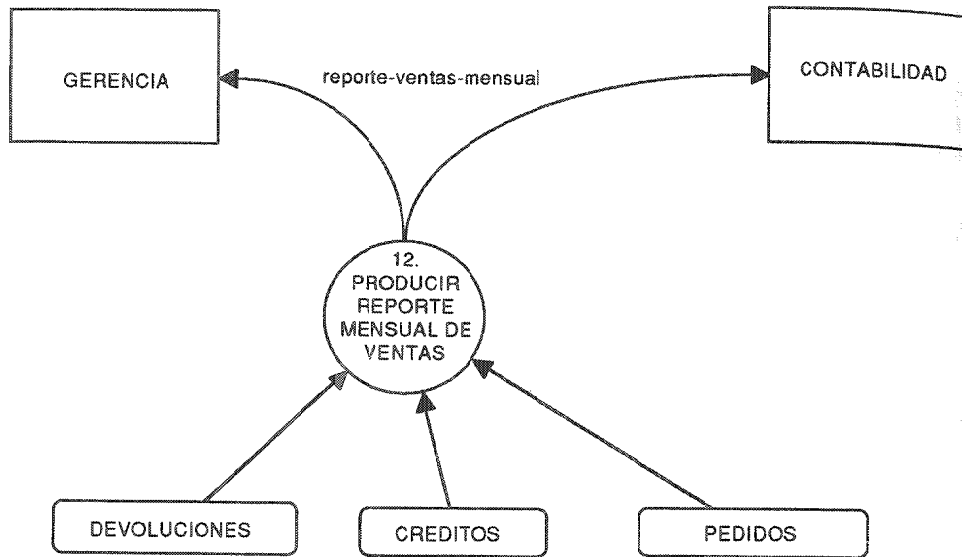 GERENCIA
reporte-ventas-mensual
CONTABILIDAD
12.
PRODUCIR
REPORTE
MENSUAL DE
VENTAS
DEVOLUCIONES
CREDITOS
PEDIDOS